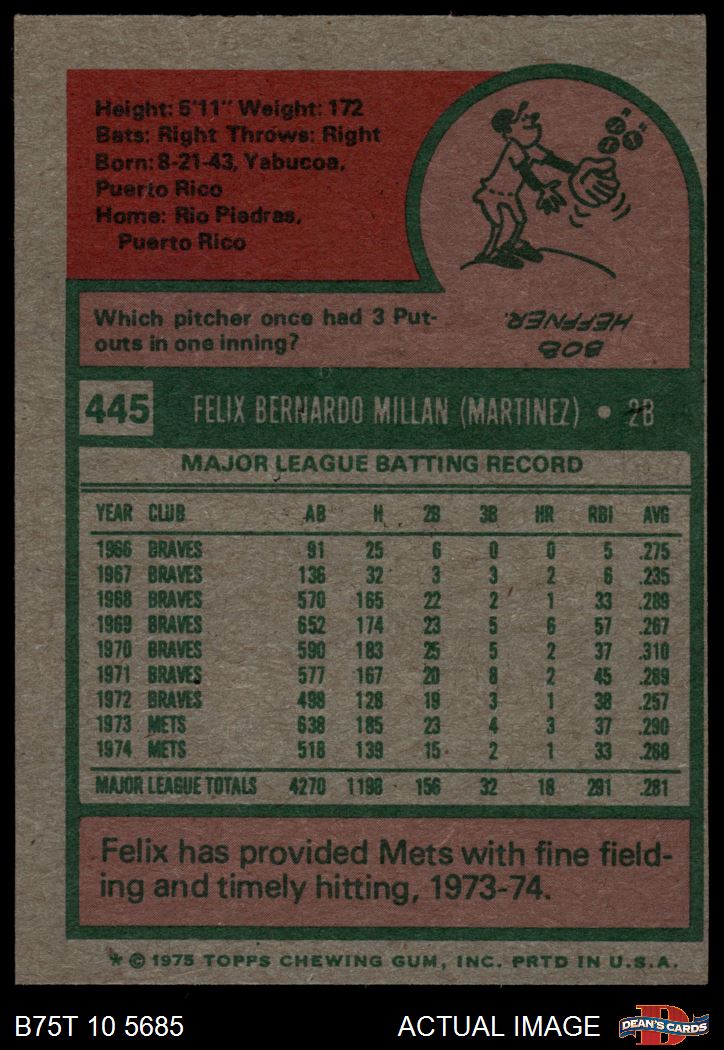 Height: 5'11" Weight: 172
Bats: Right Throws: Right
Born: 8-21-43, Yabucoa,
Puerto Rico
Home: Rio Piedras,
Puerto Rico
Which pitcher once had 3 Put-
outs in one inning?
BOB
HEFFNER.
445 FELIX BERNARDO MILLAN (MARTINEZ) • 2B
MAJOR LEAGUE BATTING RECORD
YEAR CLUB AB H 2B 3B HR RBI AVG
1966 BRAVES 91 25 6 0 0 5 .275
1967 BRAVES 136 32 3 3 2 6 .235
1968 BRAVES 570 165 22 2 1 33 .289
1969 BRAVES 652 174 23 5 6 57 .267
1970 BRAVES 590 183 25 5 2 37 .310
1971 BRAVES 577 167 20 8 2 45 .289
1972 BRAVES 498 128 19 3 1 38 .257
1973 METS 638 185 23 4 3 37 .290
1974 METS 518 139 15 2 1 33 .268
MAJOR LEAGUE TOTALS 4270 1198 156 32 18 291 .281
Felix has provided Mets with fine field-
ing and timely hitting, 1973-74.
* © 1975 TOPPS CHEWING GUM, INC. PRTD IN U.S.A.
B75T 10 5685 ACTUAL IMAGE DEAN'S CARDS